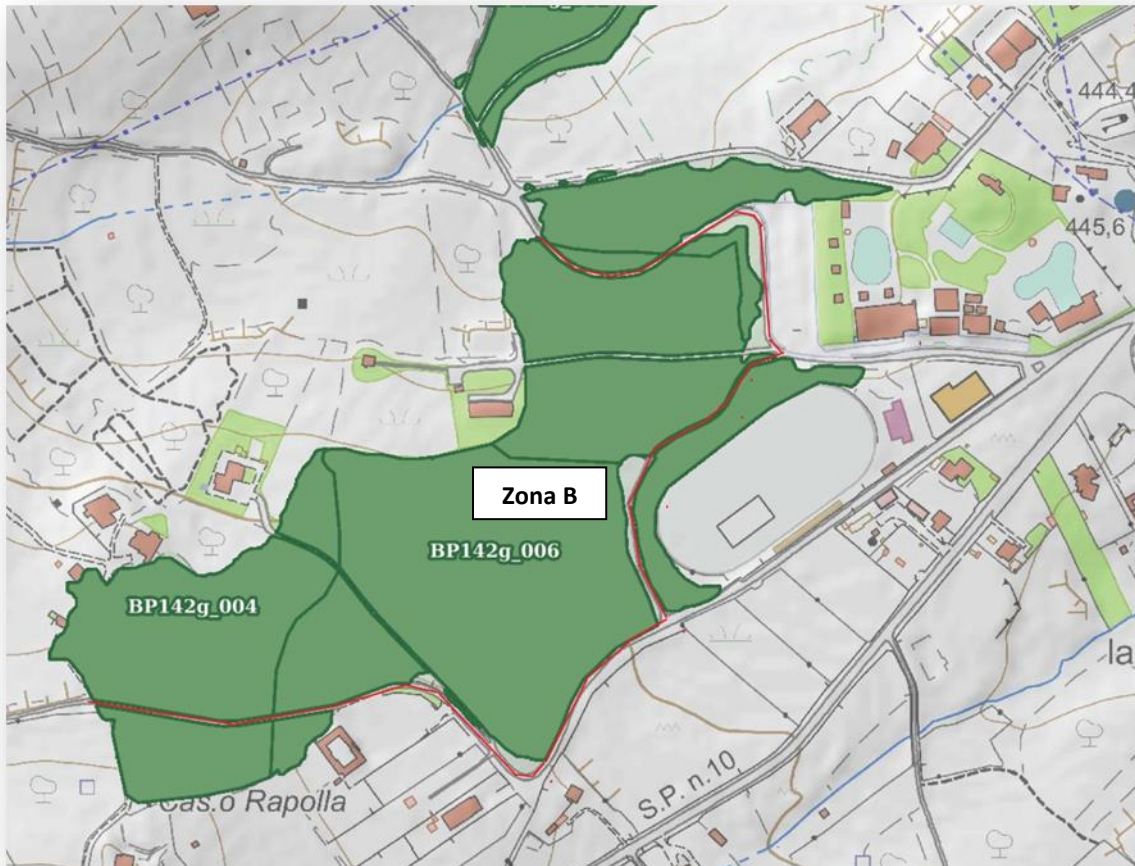 444,4
445,6
Zona B
BP142g_006
BP142g_004
la
S.P. n.10
Cas.o Rapolla